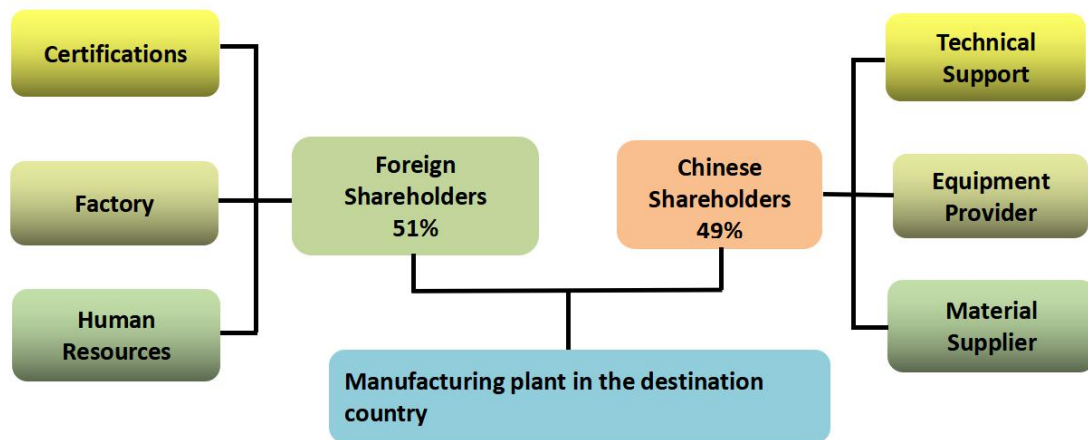 Certifications
Factory
Human
Resources
Foreign
Shareholders
51%
Chinese
Shareholders
49%
Technical
Support
Equipment
Provider
Material
Supplier
Manufacturing plant in the destination
country